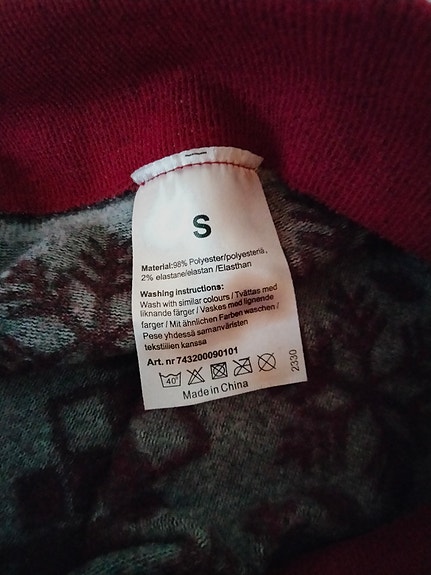 S
Material:98% Polyester/polyesteriä,
2% elastane/elastan /Elasthan
Washing instructions:
Wash with similar colours / Tvättas med
liknande färger / Vaskes med lignende
farger / Mit ähnlichen Farben waschen /
Pese yhdessä samanväristen
tekstiilien kanssa
Art. nr 743200090101
40°
2330
Made in China